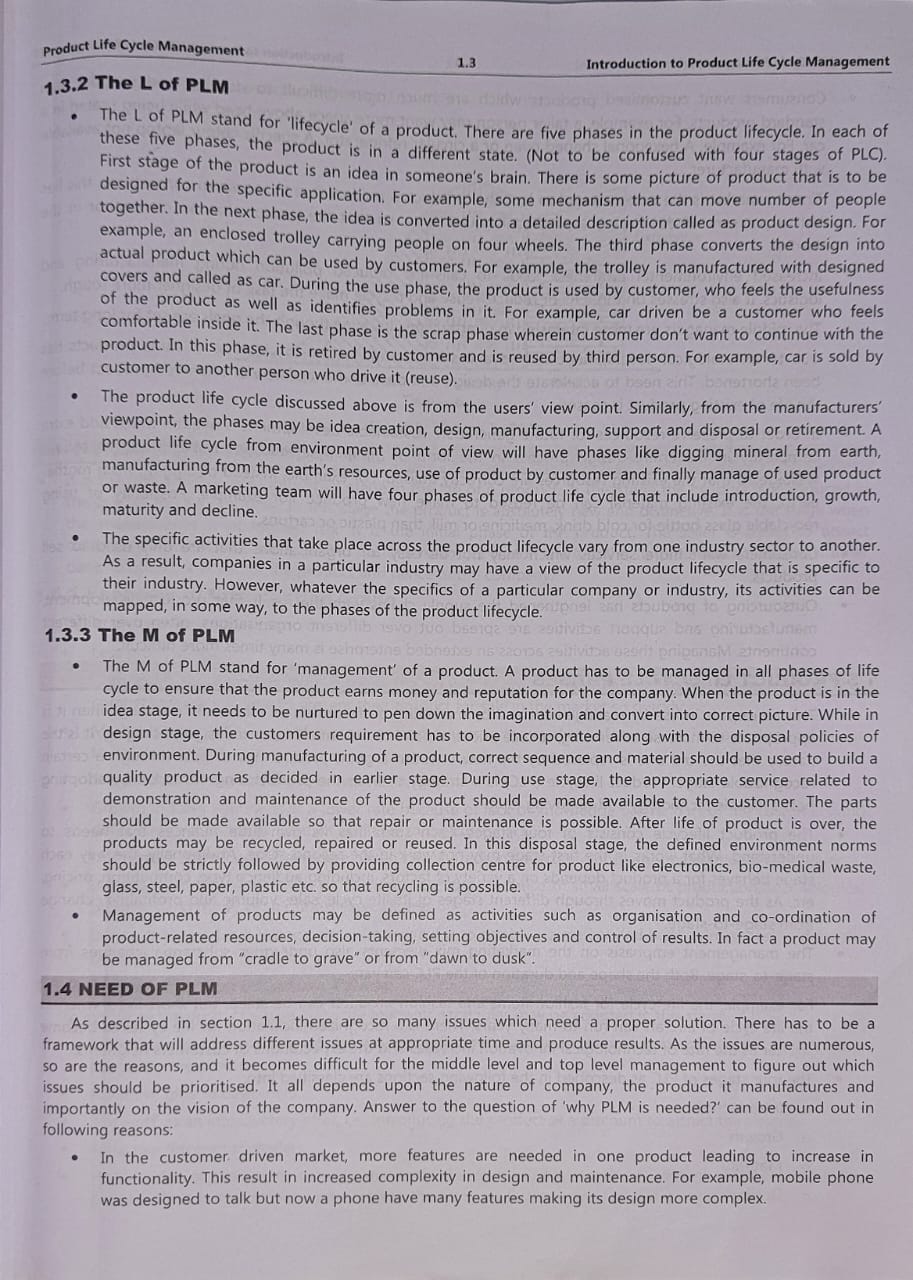 Product Life Cycle Management
1.3
Introduction to Product Life Cycle Management
1.3.2 The L of PLM
• The L of PLM stand for 'lifecycle' of a product. There are five phases in the product lifecycle. In each of
these five phases, the product is in a different state. (Not to be confused with four stages of PLC).
First stage of the product is an idea in someone's brain. There is some picture of product that is to be
designed for the specific application. For example, some mechanism that can move number of people
together. In the next phase, the idea is converted into a detailed description called as product design. For
example, an enclosed trolley carrying people on four wheels. The third phase converts the design into
actual product which can be used by customers. For example, the trolley is manufactured with designed
covers and called as car. During the use phase, the product is used by customer, who feels the usefulness
of the product as well as identifies problems in it. For example, car driven be a customer who feels
comfortable inside it. The last phase is the scrap phase wherein customer don't want to continue with the
product. In this phase, it is retired by customer and is reused by third person. For example, car is sold by
customer to another person who drive it (reuse).
• The product life cycle discussed above is from the users' view point. Similarly, from the manufacturers'
viewpoint, the phases may be idea creation, design, manufacturing, support and disposal or retirement. A
product life cycle from environment point of view will have phases like digging mineral from earth,
manufacturing from the earth's resources, use of product by customer and finally manage of used product
or waste. A marketing team will have four phases of product life cycle that include introduction, growth,
maturity and decline.
• The specific activities that take place across the product lifecycle vary from one industry sector to another.
As a result, companies in a particular industry may have a view of the product lifecycle that is specific to
their industry. However, whatever the specifics of a particular company or industry, its activities can be
mapped, in some way, to the phases of the product lifecycle.
1.3.3 The M of PLM
• The M of PLM stand for 'management' of a product. A product has to be managed in all phases of life
cycle to ensure that the product earns money and reputation for the company. When the product is in the
idea stage, it needs to be nurtured to pen down the imagination and convert into correct picture. While in
design stage, the customers requirement has to be incorporated along with the disposal policies of
environment. During manufacturing of a product, correct sequence and material should be used to build a
quality product as decided in earlier stage. During use stage, the appropriate service related to
demonstration and maintenance of the product should be made available to the customer. The parts
should be made available so that repair or maintenance is possible. After life of product is over, the
products may be recycled, repaired or reused. In this disposal stage, the defined environment norms
should be strictly followed by providing collection centre for product like electronics, bio-medical waste,
glass, steel, paper, plastic etc. so that recycling is possible.
• Management of products may be defined as activities such as organisation and co-ordination of
product-related resources, decision-taking, setting objectives and control of results. In fact a product may
be managed from "cradle to grave" or from "dawn to dusk".
1.4 NEED OF PLM
As described in section 1.1, there are so many issues which need a proper solution. There has to be a
framework that will address different issues at appropriate time and produce results. As the issues are numerous,
so are the reasons, and it becomes difficult for the middle level and top level management to figure out which
issues should be prioritised. It all depends upon the nature of company, the product it manufactures and
importantly on the vision of the company. Answer to the question of 'why PLM is needed?' can be found out in
following reasons:
• In the customer driven market, more features are needed in one product leading to increase in
functionality. This result in increased complexity in design and maintenance. For example, mobile phone
was designed to talk but now a phone have many features making its design more complex.